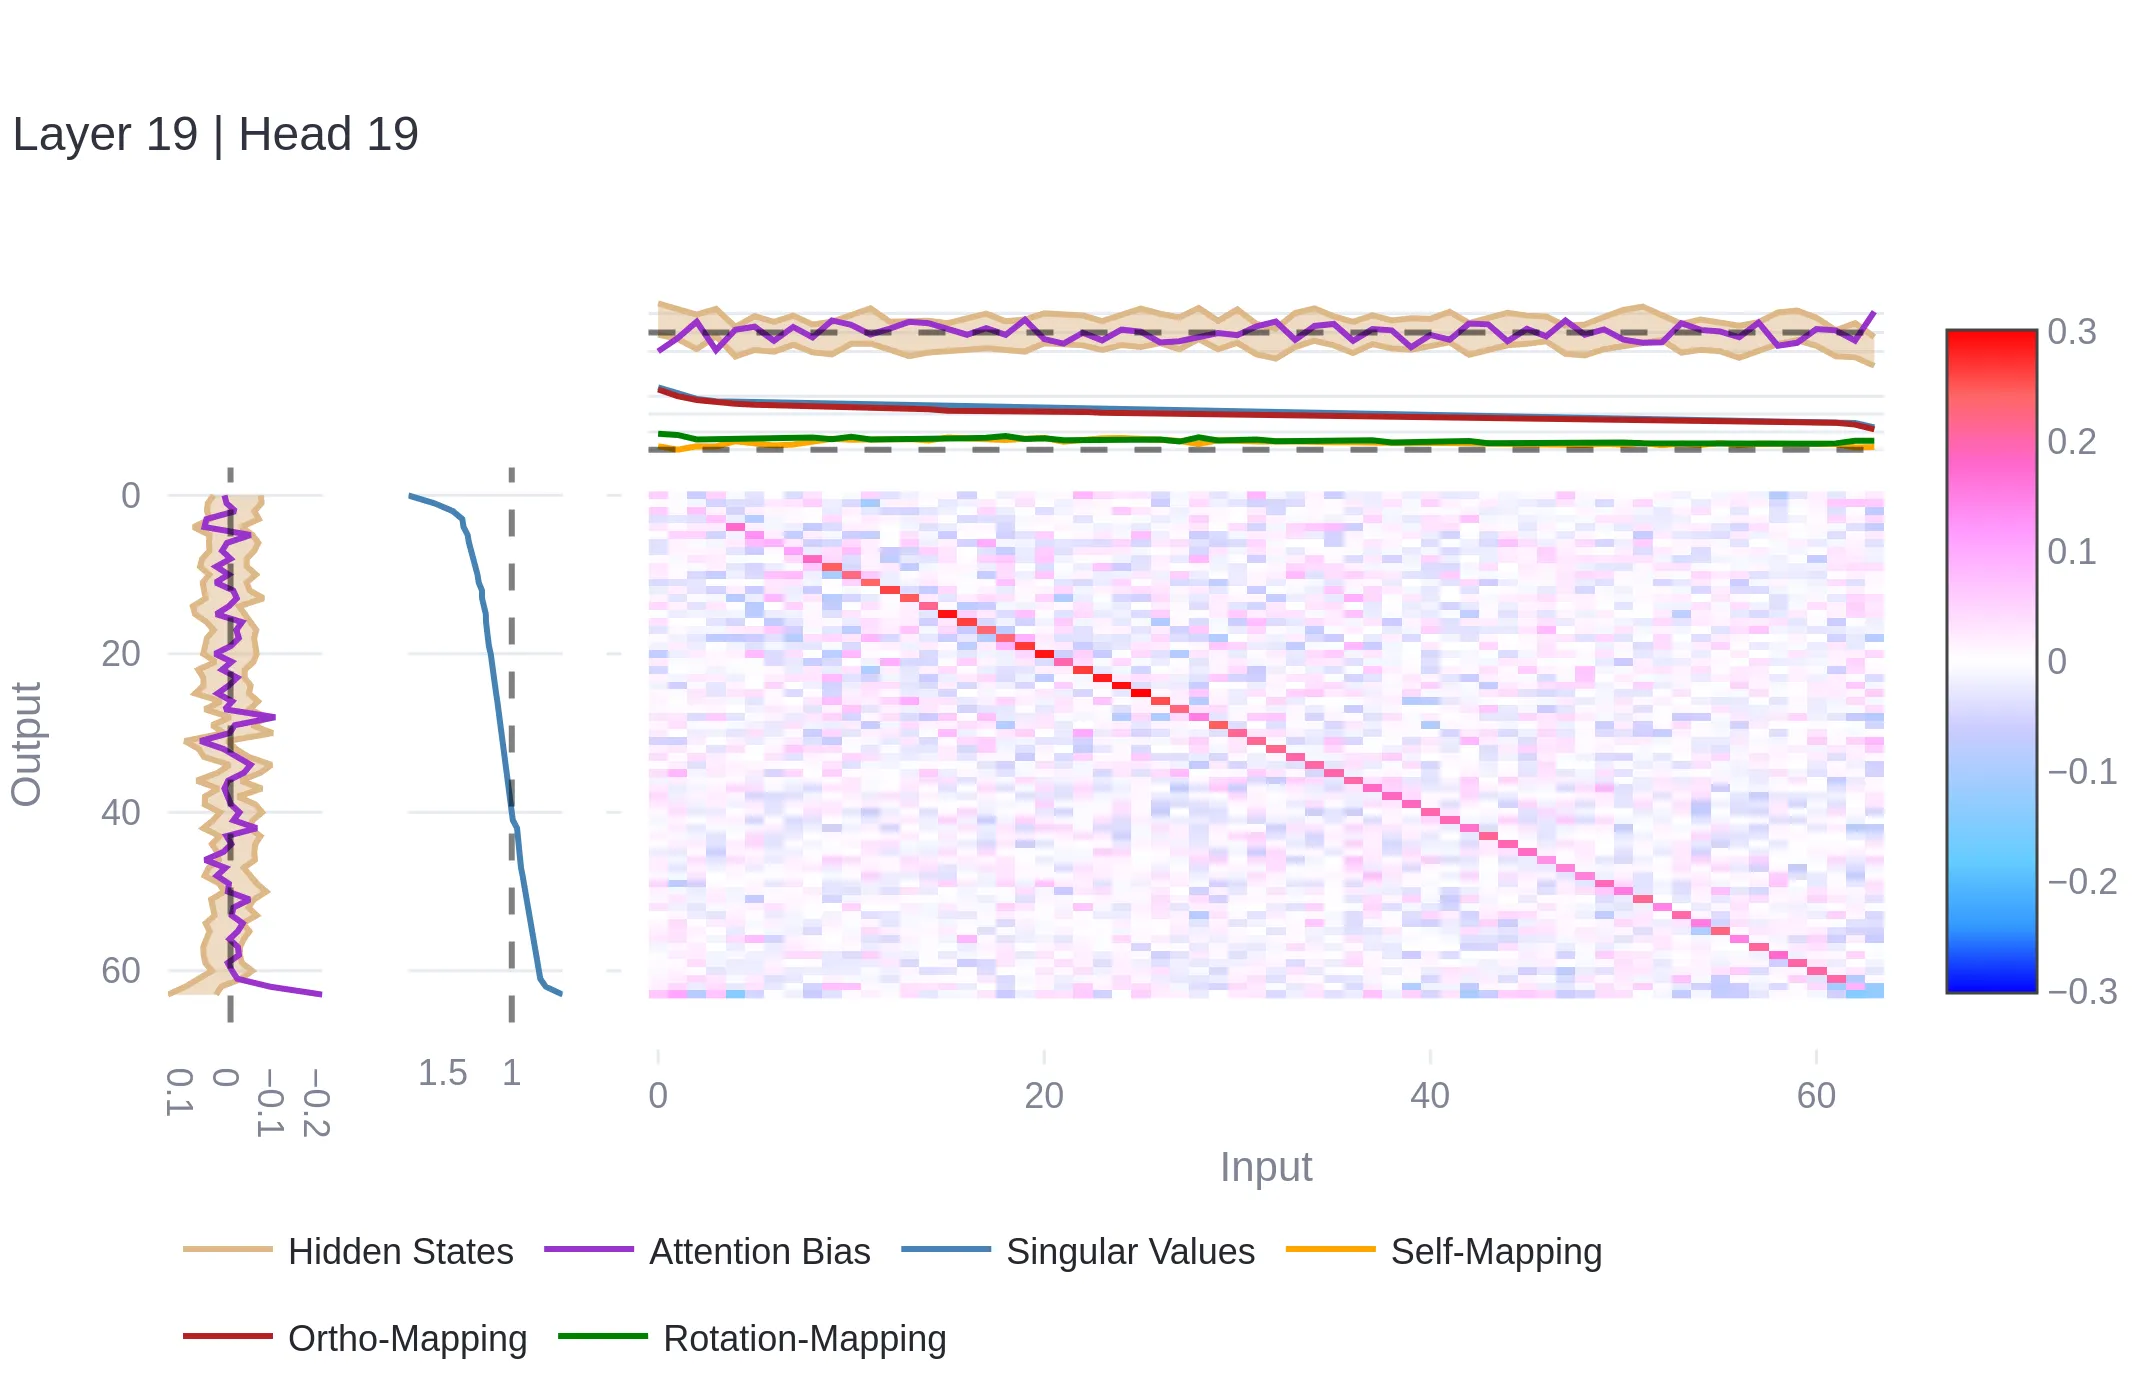 Layer 19 | Head 19
0.3
0.2
0.1
0
−0.1
−0.2
−0.3
0
20
40
60
Output
0.1
0
−0.1
−0.2
1.5
1
0
20
40
60
Input
Hidden States
Attention Bias
Singular Values
Self-Mapping
Ortho-Mapping
Rotation-Mapping